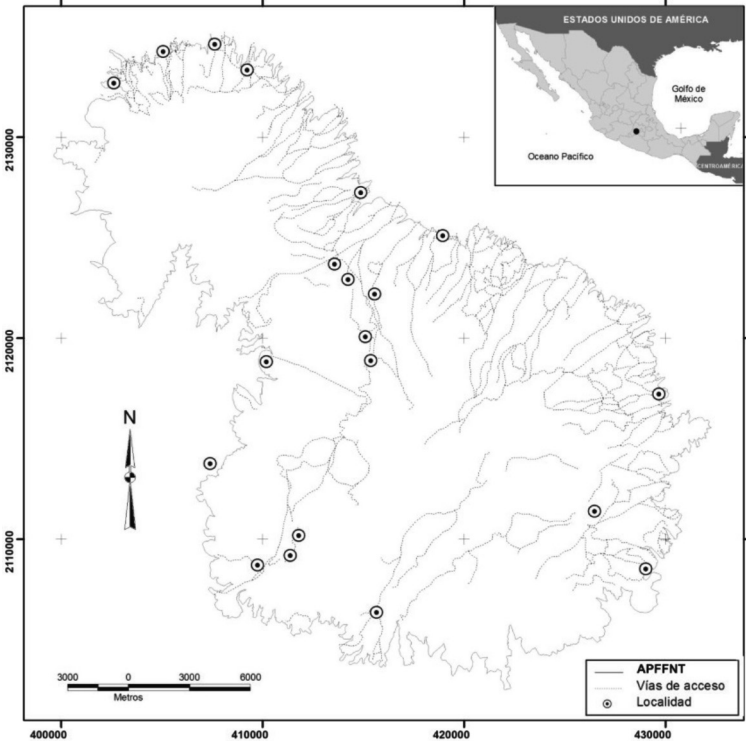 ESTADOS UNIDOS DE AMÉRICA
Golfo de
México
Oceano Pacífico
CENTROAMÉRICA
2130000
2120000
2110000
N
3000 0 3000 6000
Metros
APFFNT
Vías de acceso
Localidad
400000 410000 420000 430000